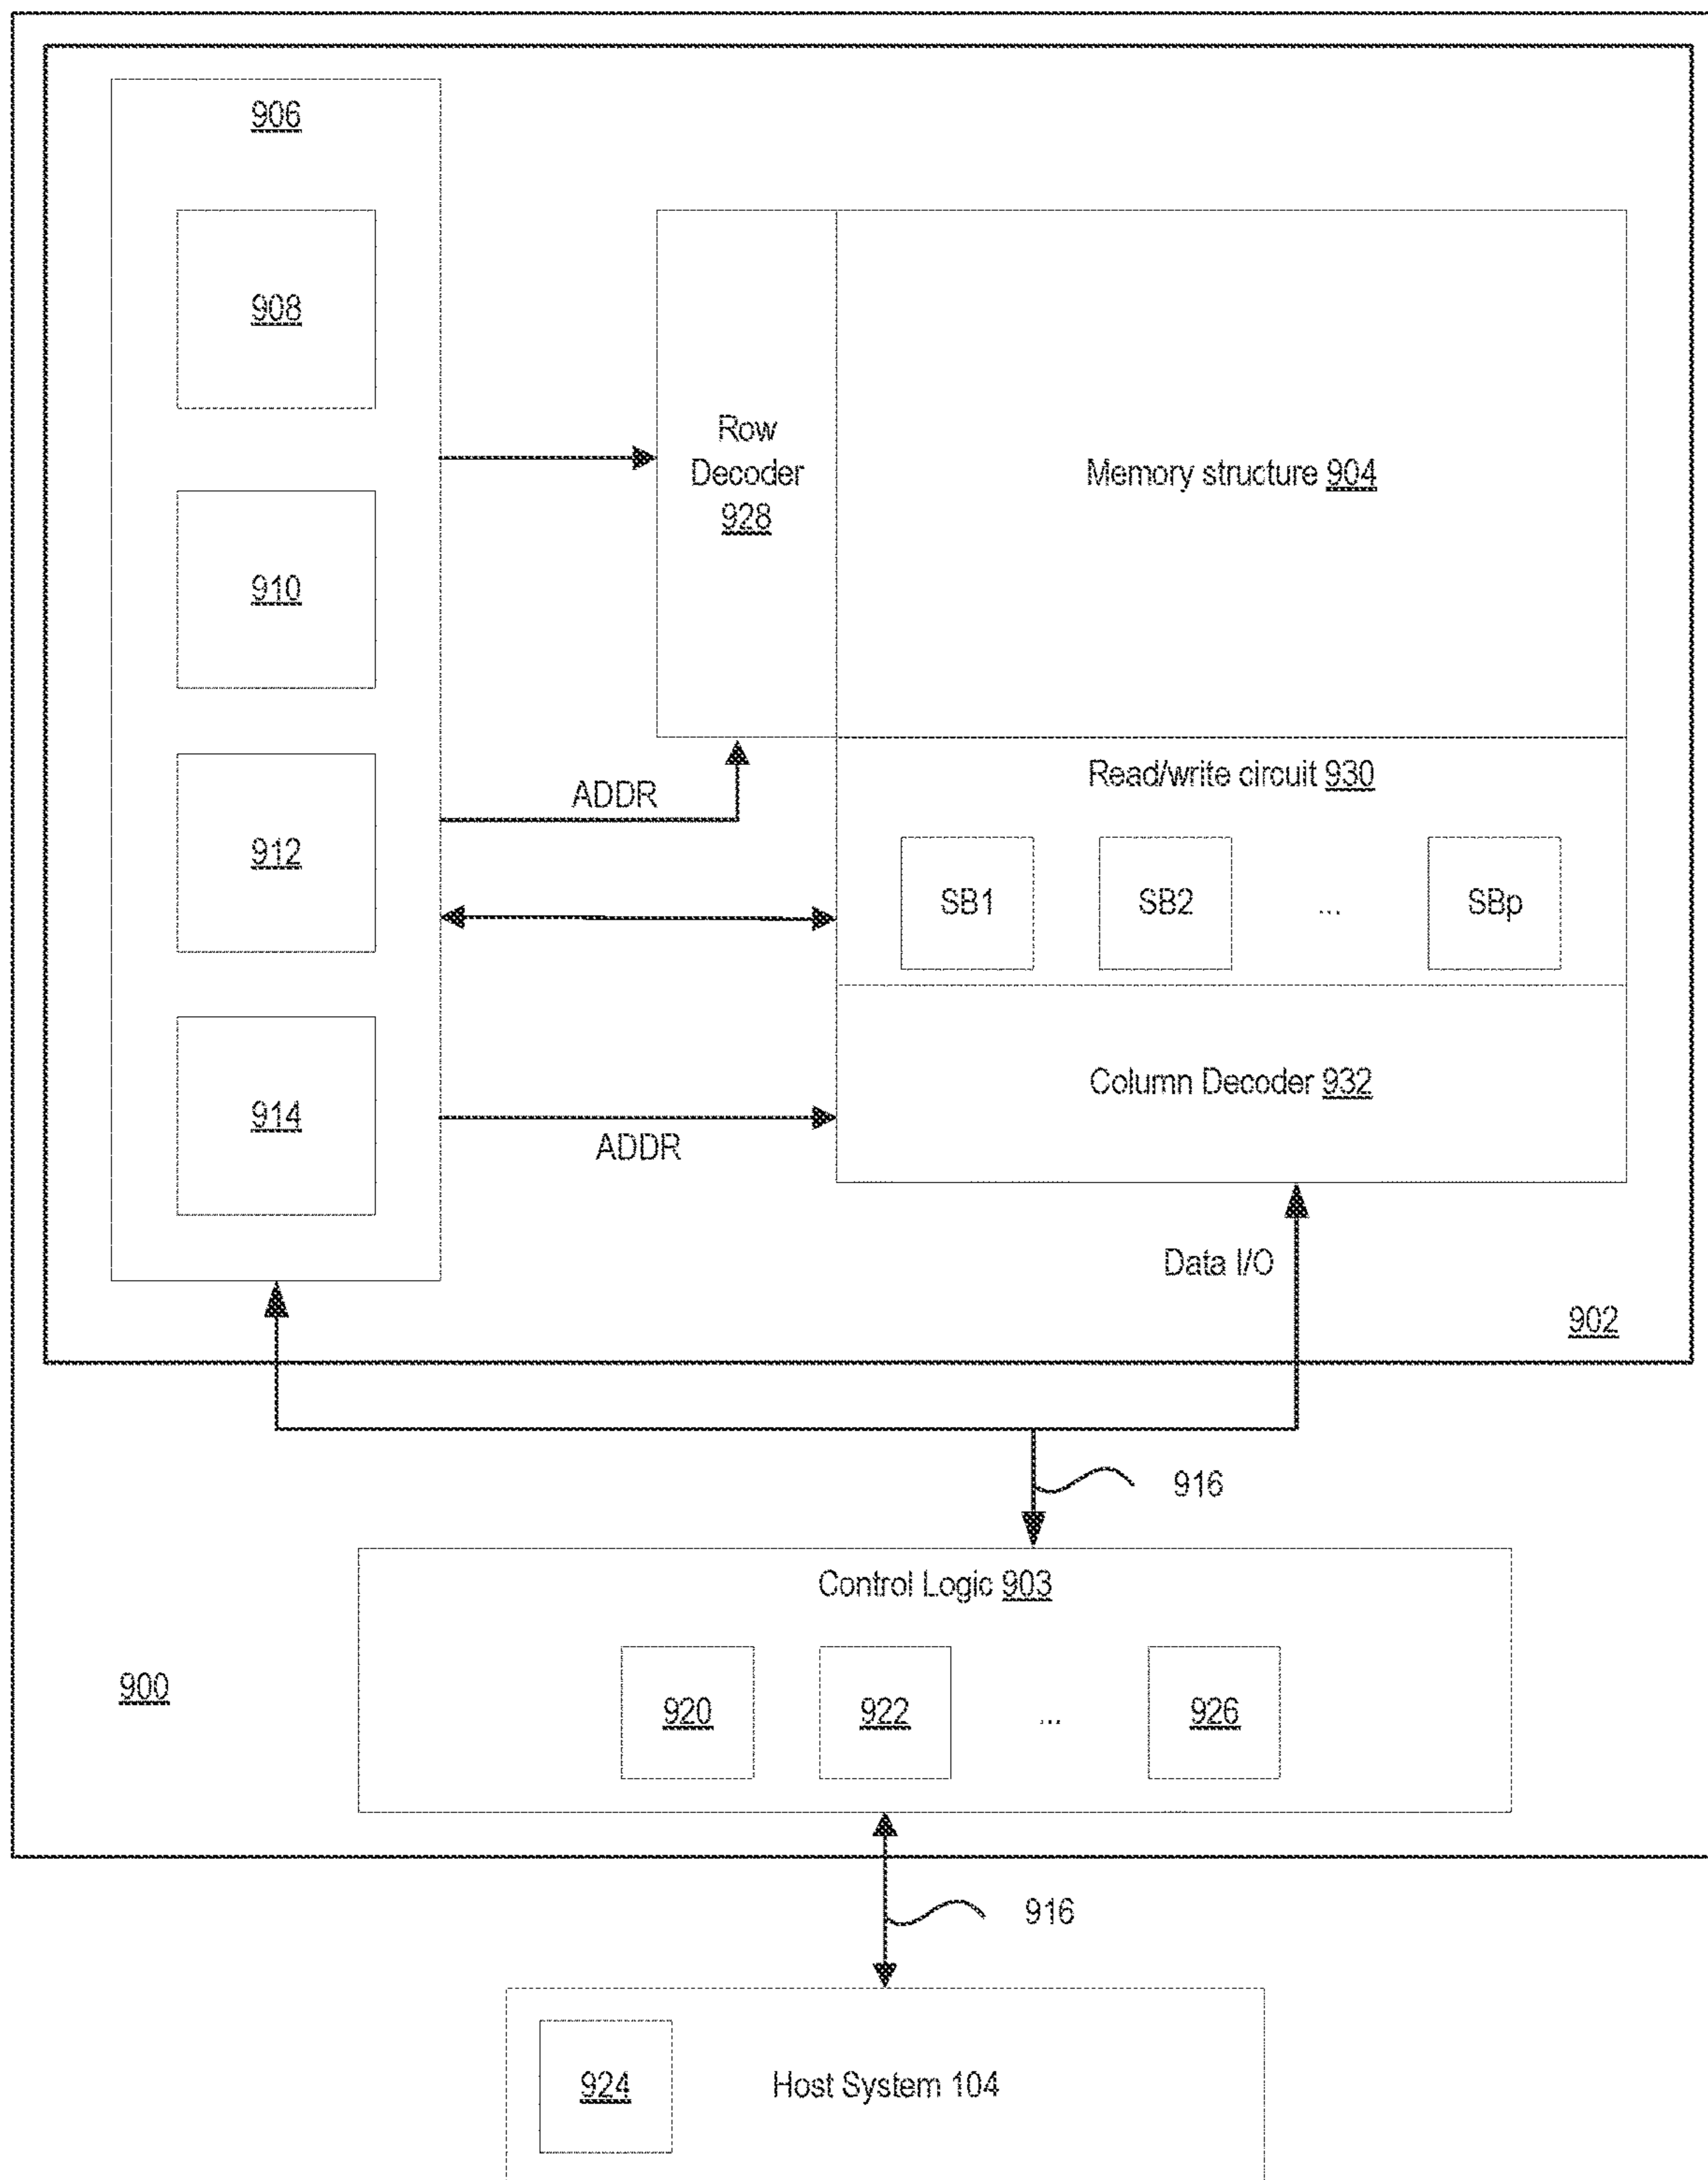 906
908
910
912
914
Row
Decoder
928
Memory structure 904
ADDR
Read/write circuit 930
SB1 SB2 ... SBp
Column Decoder 932
ADDR
Data I/O
902
916
Control Logic 903
900
920 922 ... 926
916
924
Host System 104